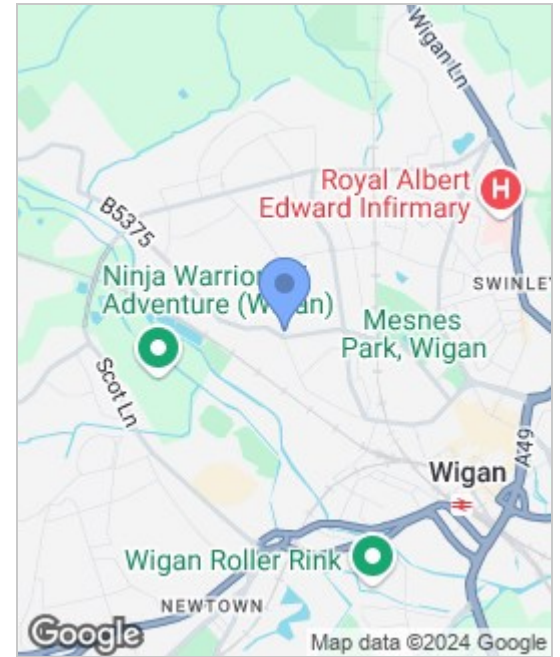 Wigan Ln
Royal Albert
Edward Infirmary
H
B5375
SWINLE
Ninja Warrior
Adventure (Wigan)
Mesnes
Park, Wigan
Scot Ln
A49
Wigan
Wigan Roller Rink
NEWTOWN
Google
Map data ©2024 Google